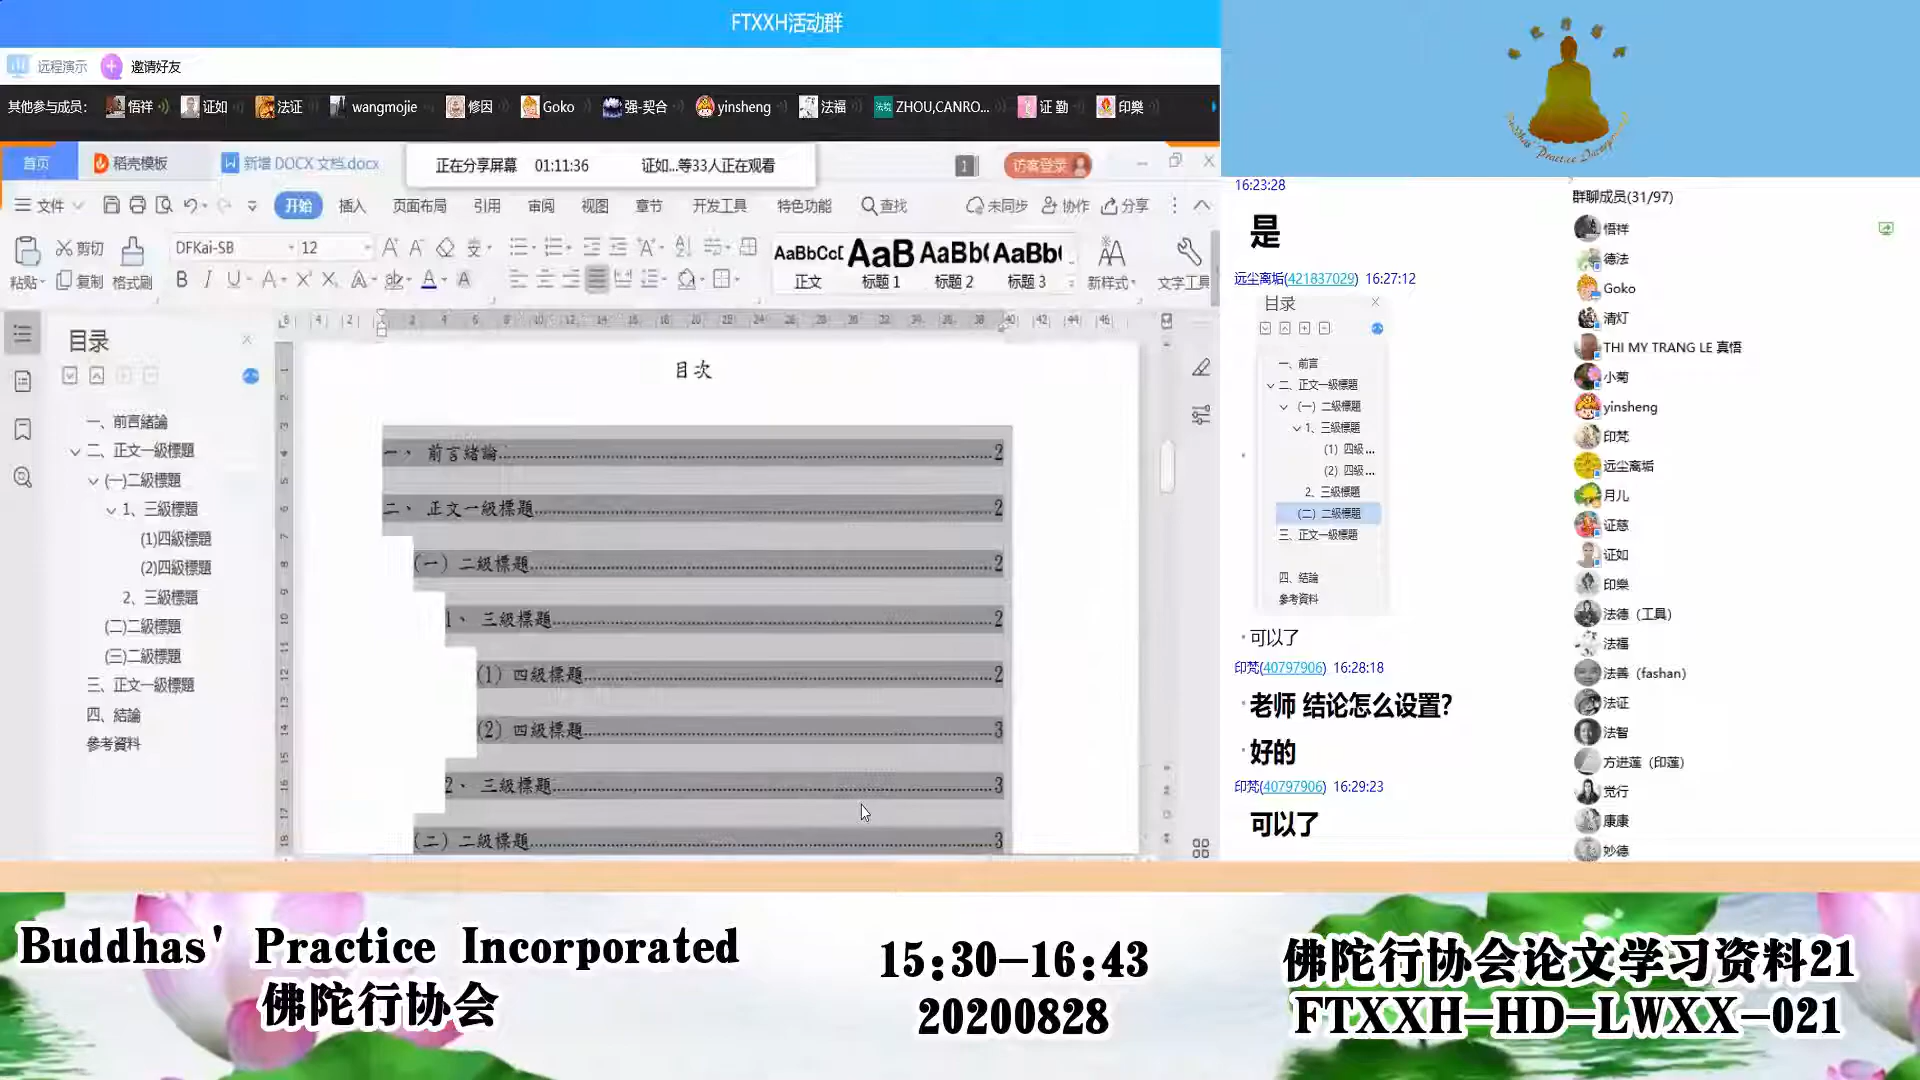 FTXXH活动群
远程演示 邀请好友
其他参与成员: 悟祥 证如 法证 wangmojie 修因 Goko 强-契合 yinsheng 法福 ZHOU,CANRO... 证 勤 印樂
首页 稻壳模板 新增 DOCX 文档.docx 正在分享屏幕 01:11:36 证如...等33人正在观看 1 访客登录
文件 开始 插入 页面布局 引用 审阅 视图 章节 开发工具 特色功能 查找 未同步 协作 分享
粘贴 剪切 复制 格式刷 DFKai-SB 12
AaBbCcD AaB AaBb( AaBb(
正文 标题 1 标题 2 标题 3 新样式 文字工具
目录
一、前言緒論
二、正文一級標題
(一)二級標題
1、三級標題
(1)四級標題
(2)四級標題
2、三級標題
(二)二級標題
(三)二級標題
三、正文一級標題
四、結論
參考資料
目次
一、 前言緒論 2
二、 正文一級標題 2
(一) 二級標題 2
1、 三級標題 2
(1) 四級標題 2
(2) 四級標題 3
2、 三級標題 3
(二) 二級標題 3
16:23:28
是
远尘离垢(421837029) 16:27:12
目录
一、前言
二、正文一級標題
(一) 二級標題
1、三級標題
(1) 四級...
(2) 四級...
2、三級標題
(二) 二級標題
三、正文一級標題
四、結論
參考資料
可以了
印梵(40797906) 16:28:18
老师 结论怎么设置?
好的
印梵(40797906) 16:29:23
可以了
群聊成员(31/97)
悟祥
德法
Goko
清灯
THI MY TRANG LE 真悟
小菊
yinsheng
印梵
远尘离垢
月儿
证慈
证如
印樂
法德（工具）
法福
法善（fashan）
法证
法智
方进莲（印莲）
觉行
康康
妙德
Buddhas' Practice Incorporated
佛陀行协会
15:30-16:43
20200828
佛陀行协会论文学习资料21
FTXXH-HD-LWXX-021